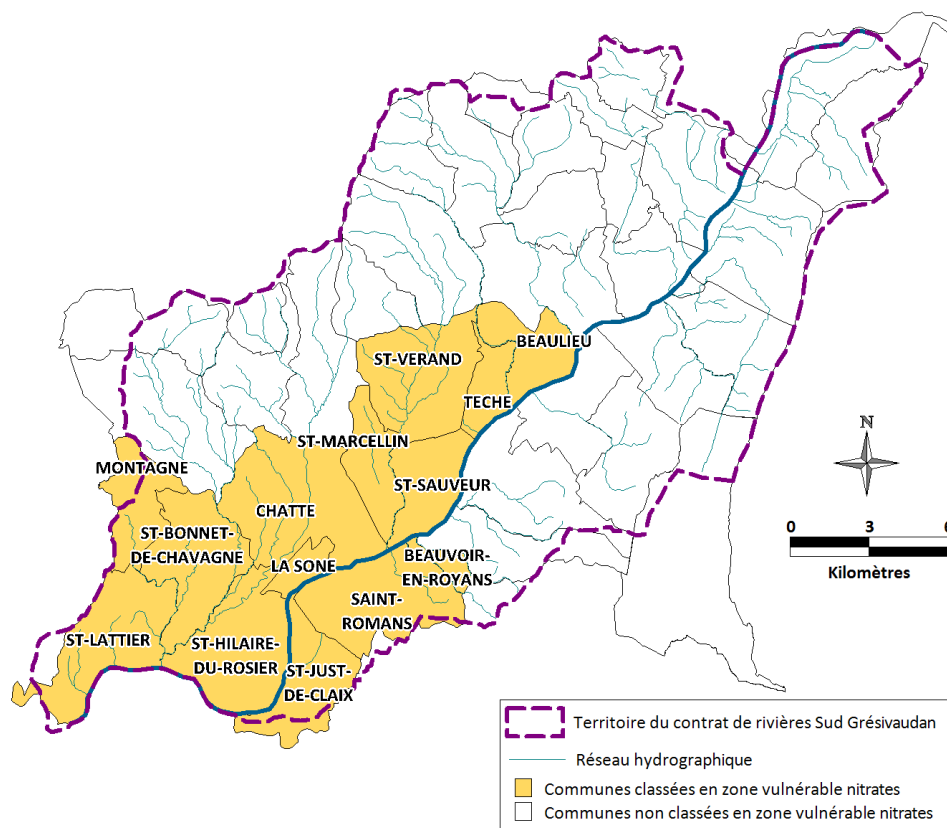 BEAULIEU
ST-VERAND
TECHE
ST-MARCELLIN
N
MONTAGNE
ST-SAUVEUR
CHATTE
ST-BONNET-
DE-CHAVAGNE
0 3 6
BEAUVOIR-
EN-ROYANS
LA SONE
Kilomètres
SAINT-
ROMANS
ST-LATTIER
ST-HILAIRE-
DU-ROSIER
ST-JUST-
DE-CLAIX
Territoire du contrat de rivières Sud Grésivaudan
Réseau hydrographique
Communes classées en zone vulnérable nitrates
Communes non classées en zone vulnérable nitrates